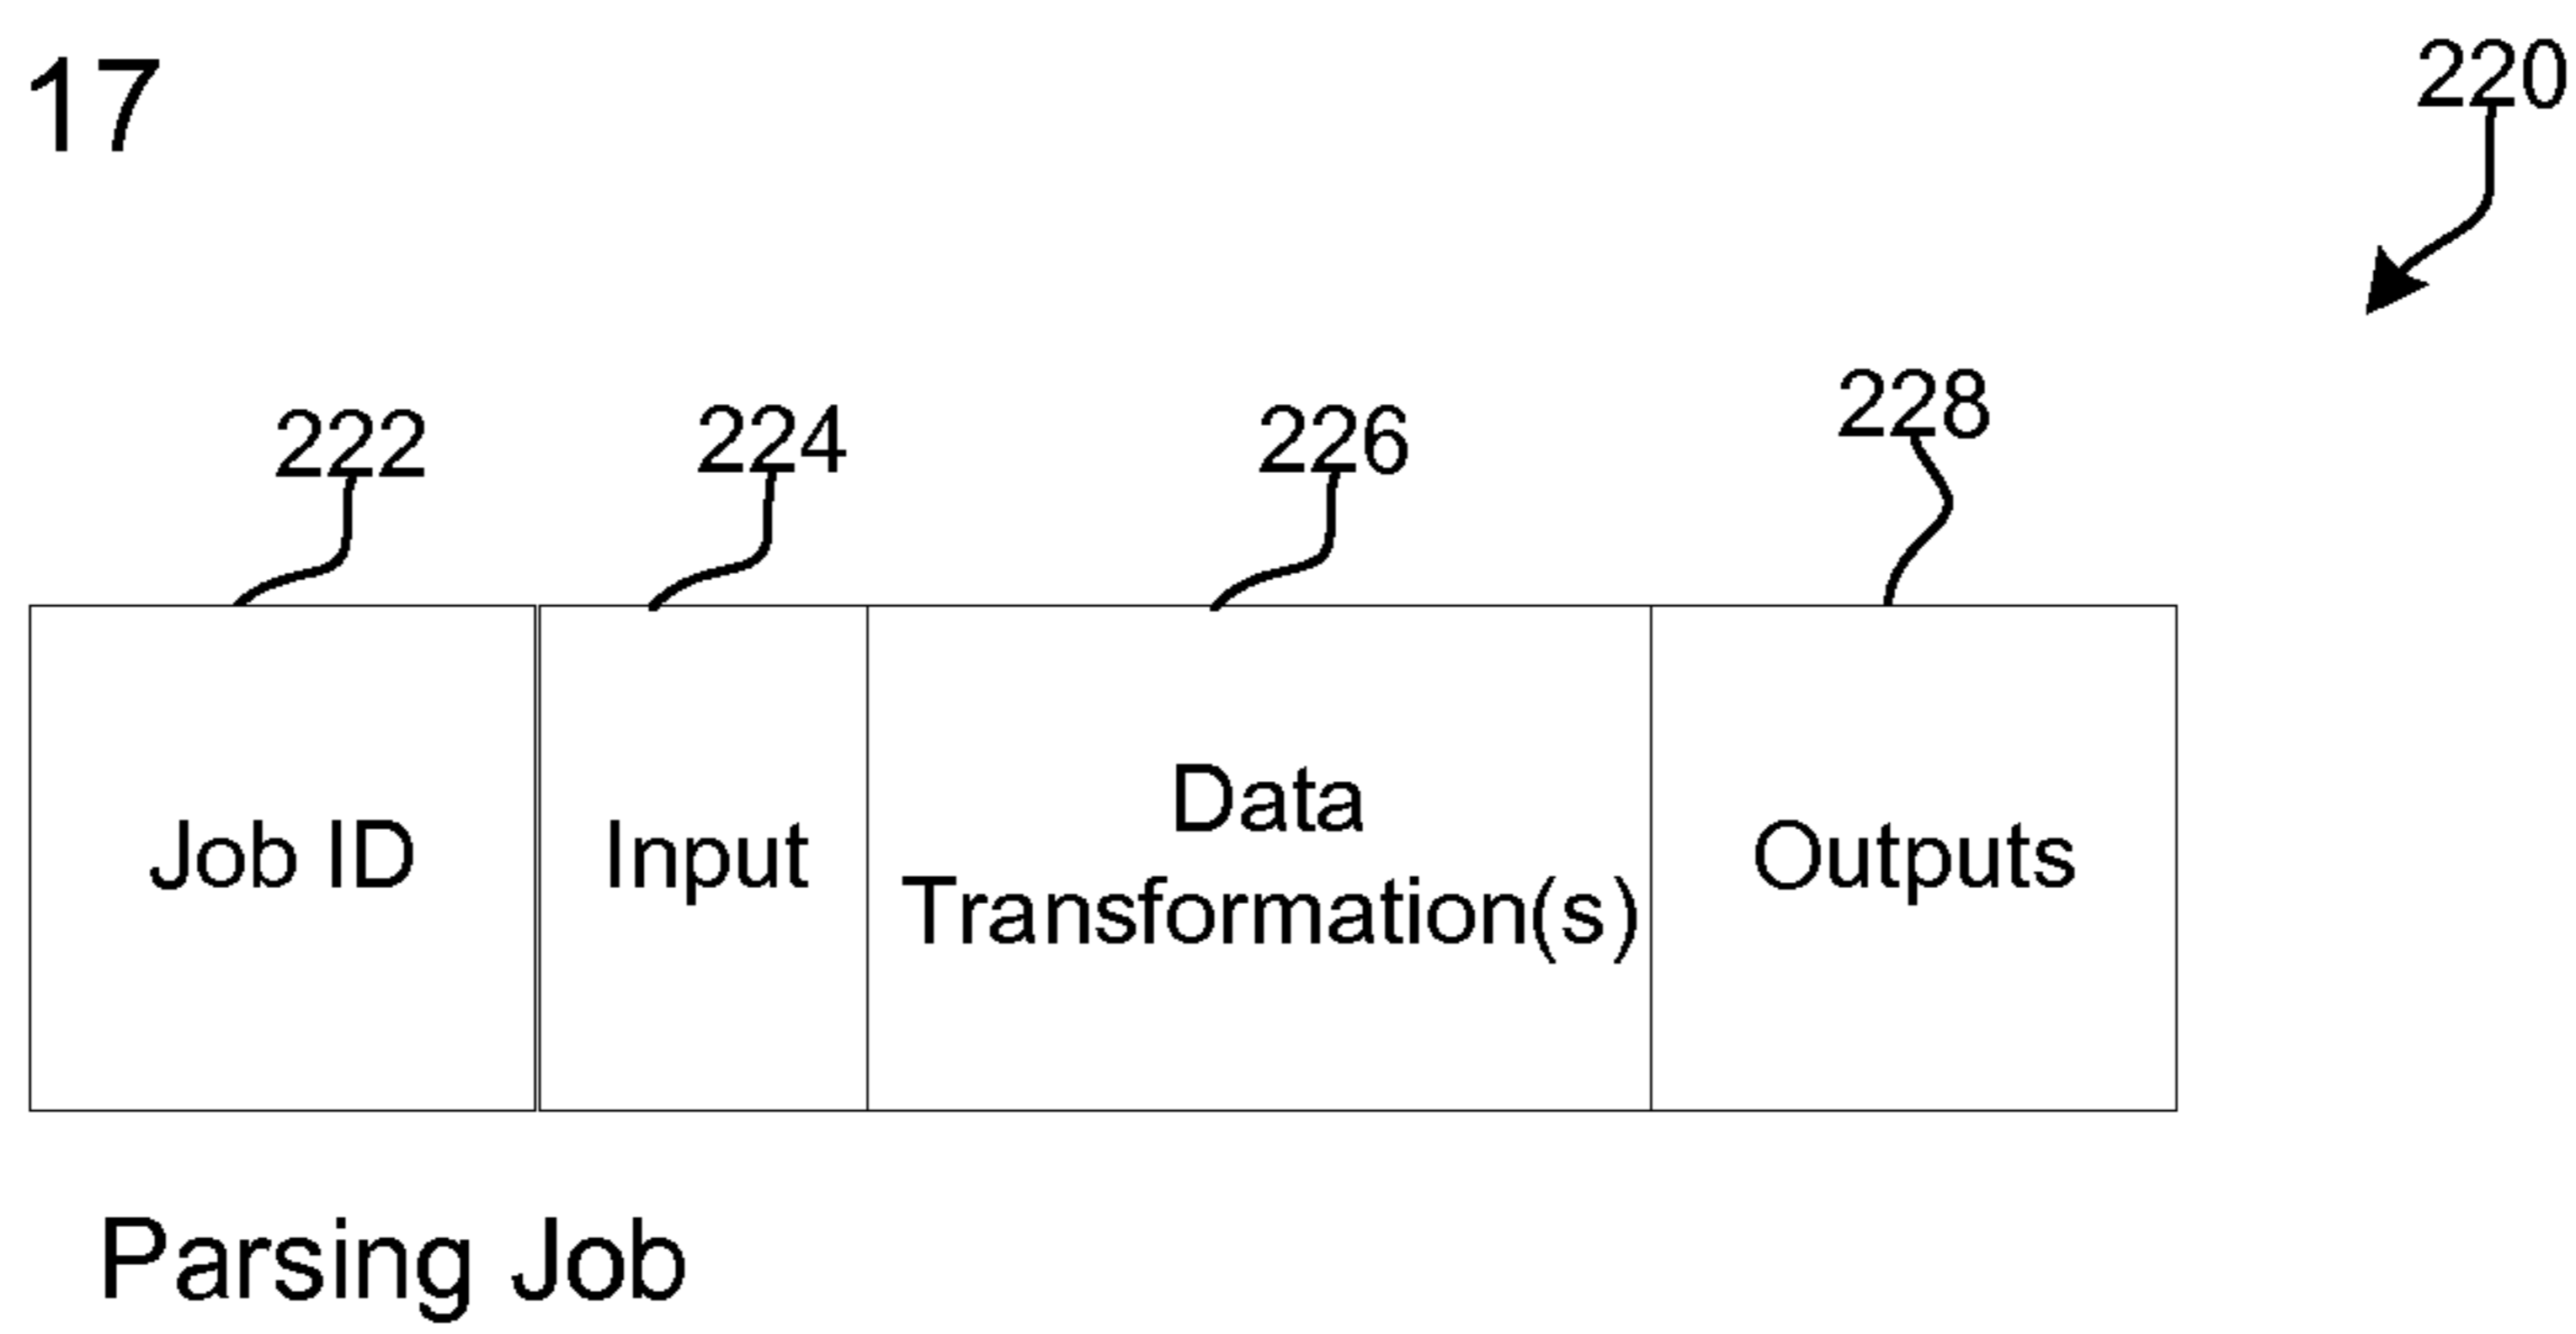 17
220
222
224
226
228
Job ID
Input
Data
Transformation(s)
Outputs
Parsing Job